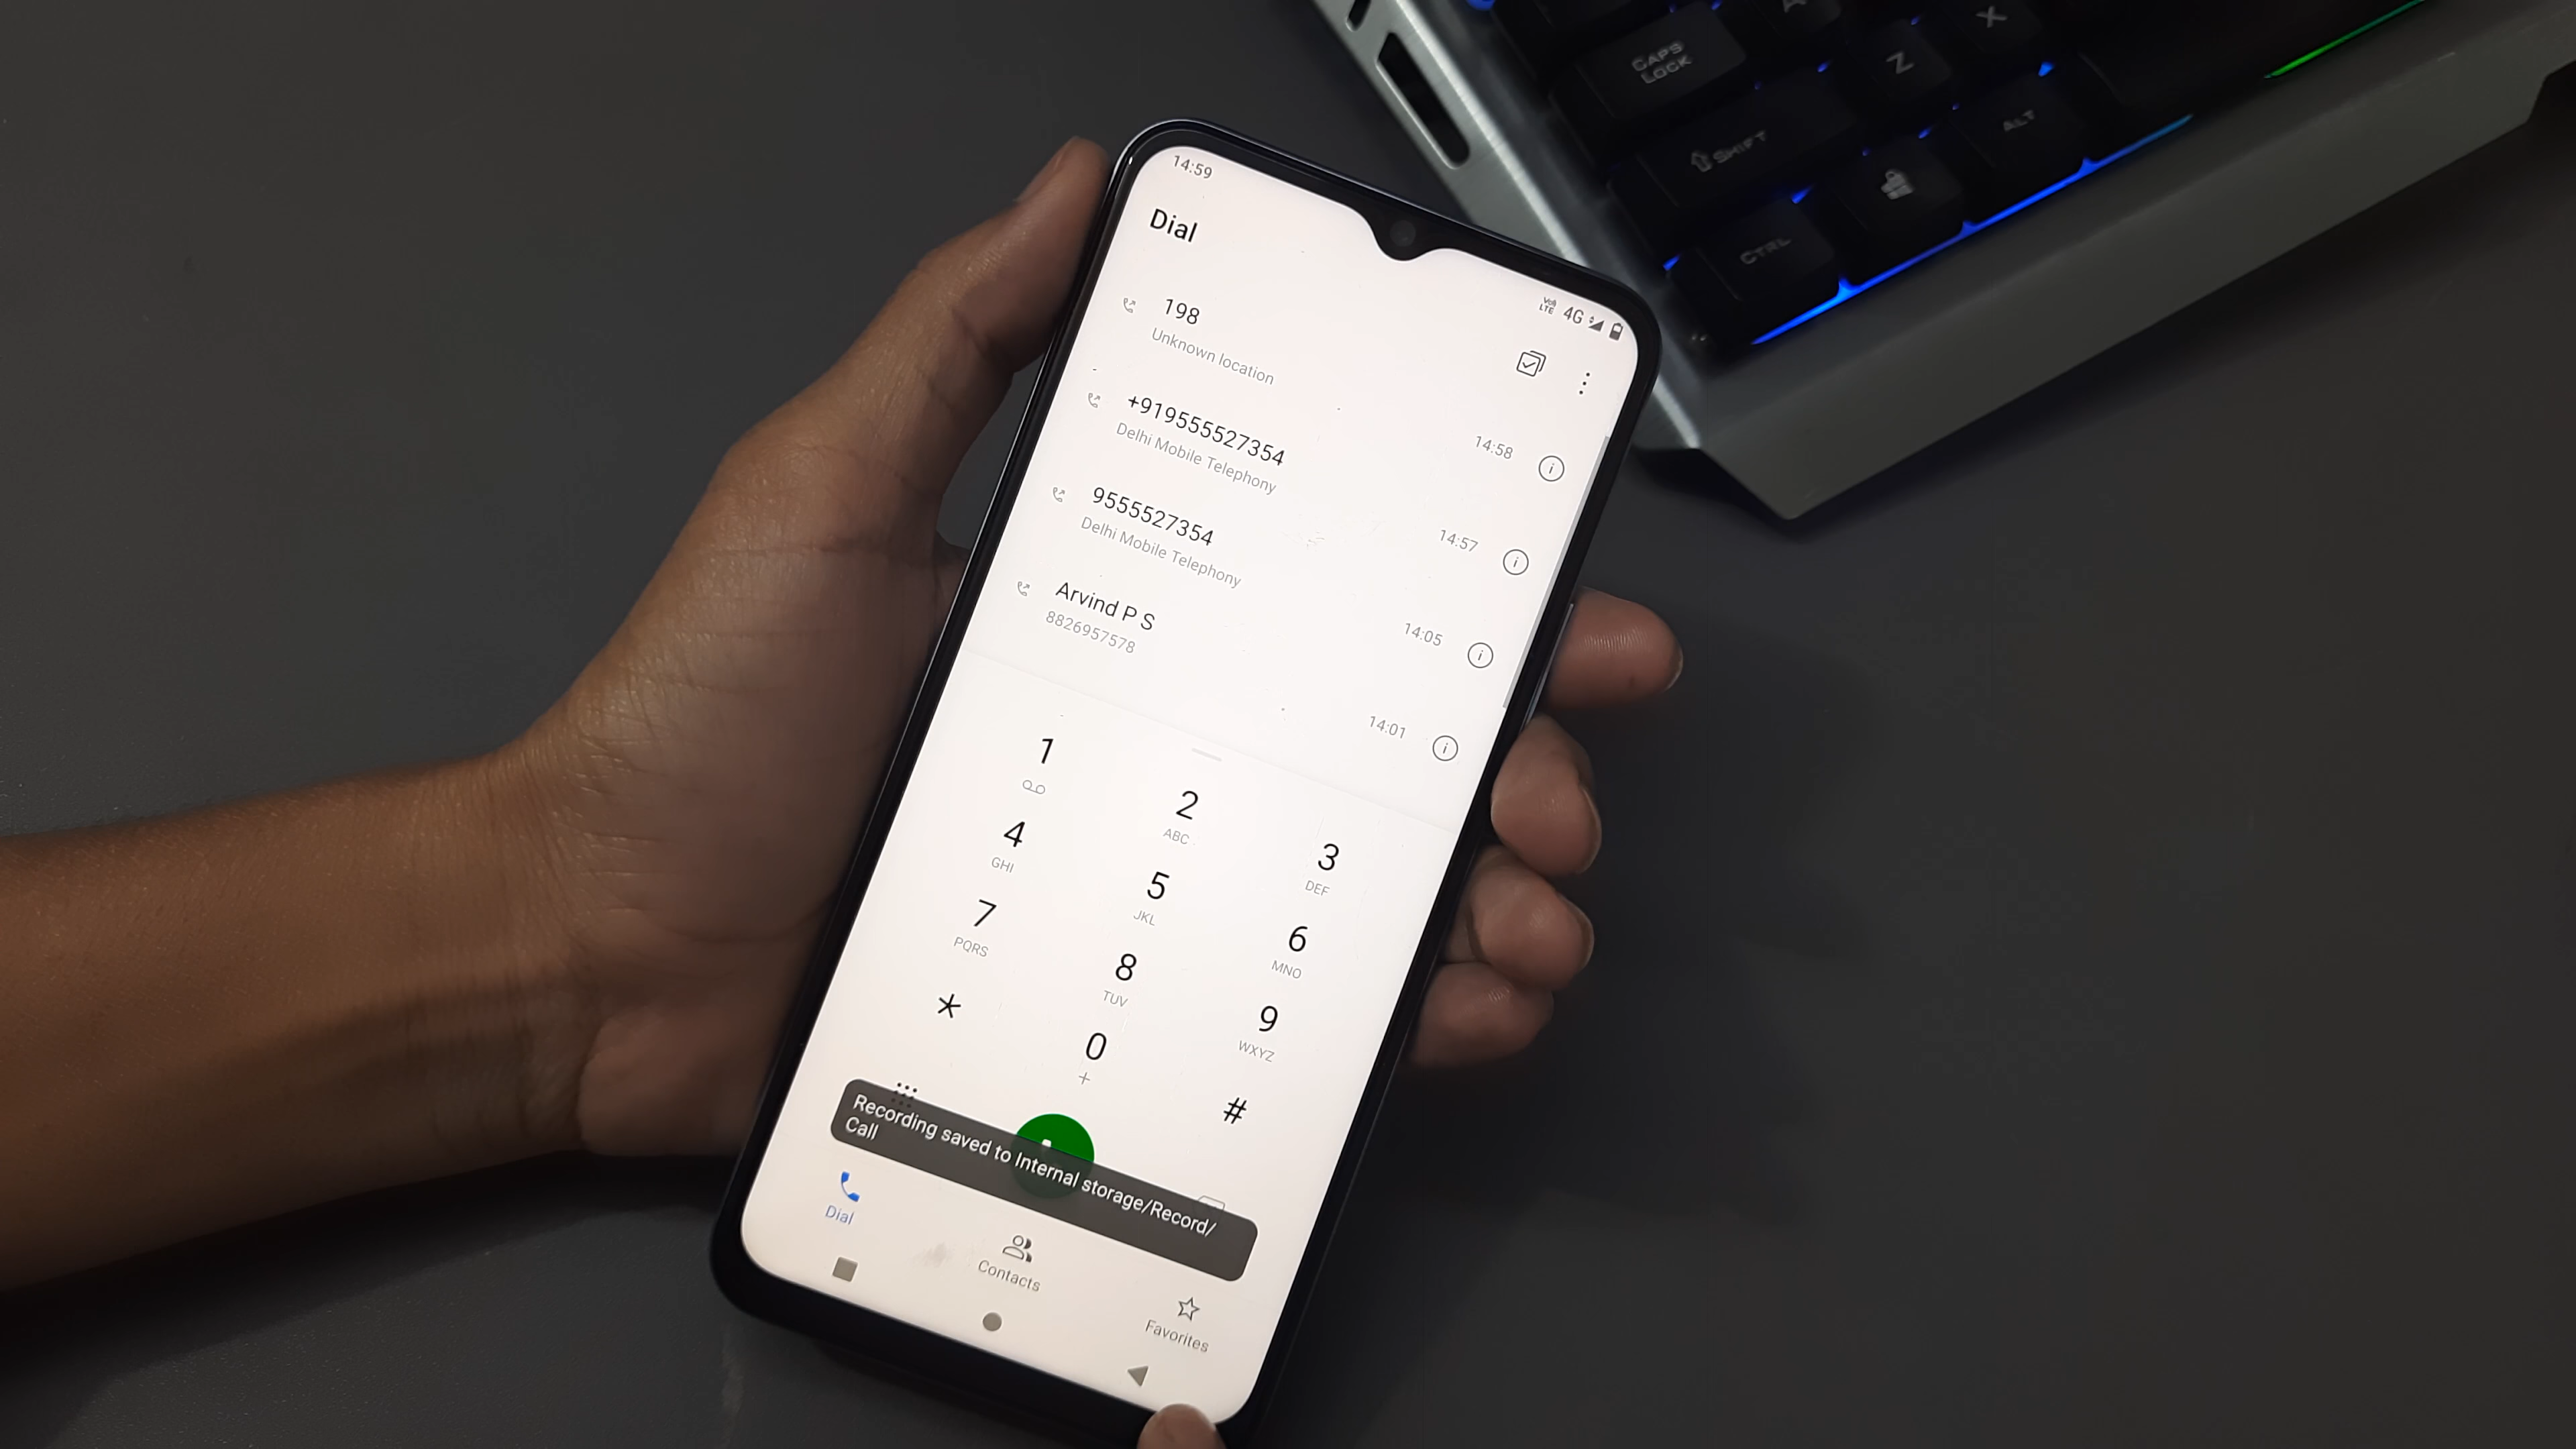 CAPS
LOCK
A
Z
X
SHIFT
ALT
CTRL
14:59
VoLTE 4G
Dial
198
Unknown location
14:58
+919555527354
Delhi Mobile Telephony
14:57
9555527354
Delhi Mobile Telephony
14:05
Arvind P S
8826957578
14:01
1
2
ABC
3
DEF
4
GHI
5
JKL
6
MNO
7
PQRS
8
TUV
9
WXYZ
*
0
+
#
Recording saved to Internal storage/Record/
Call
Dial
Contacts
Favorites